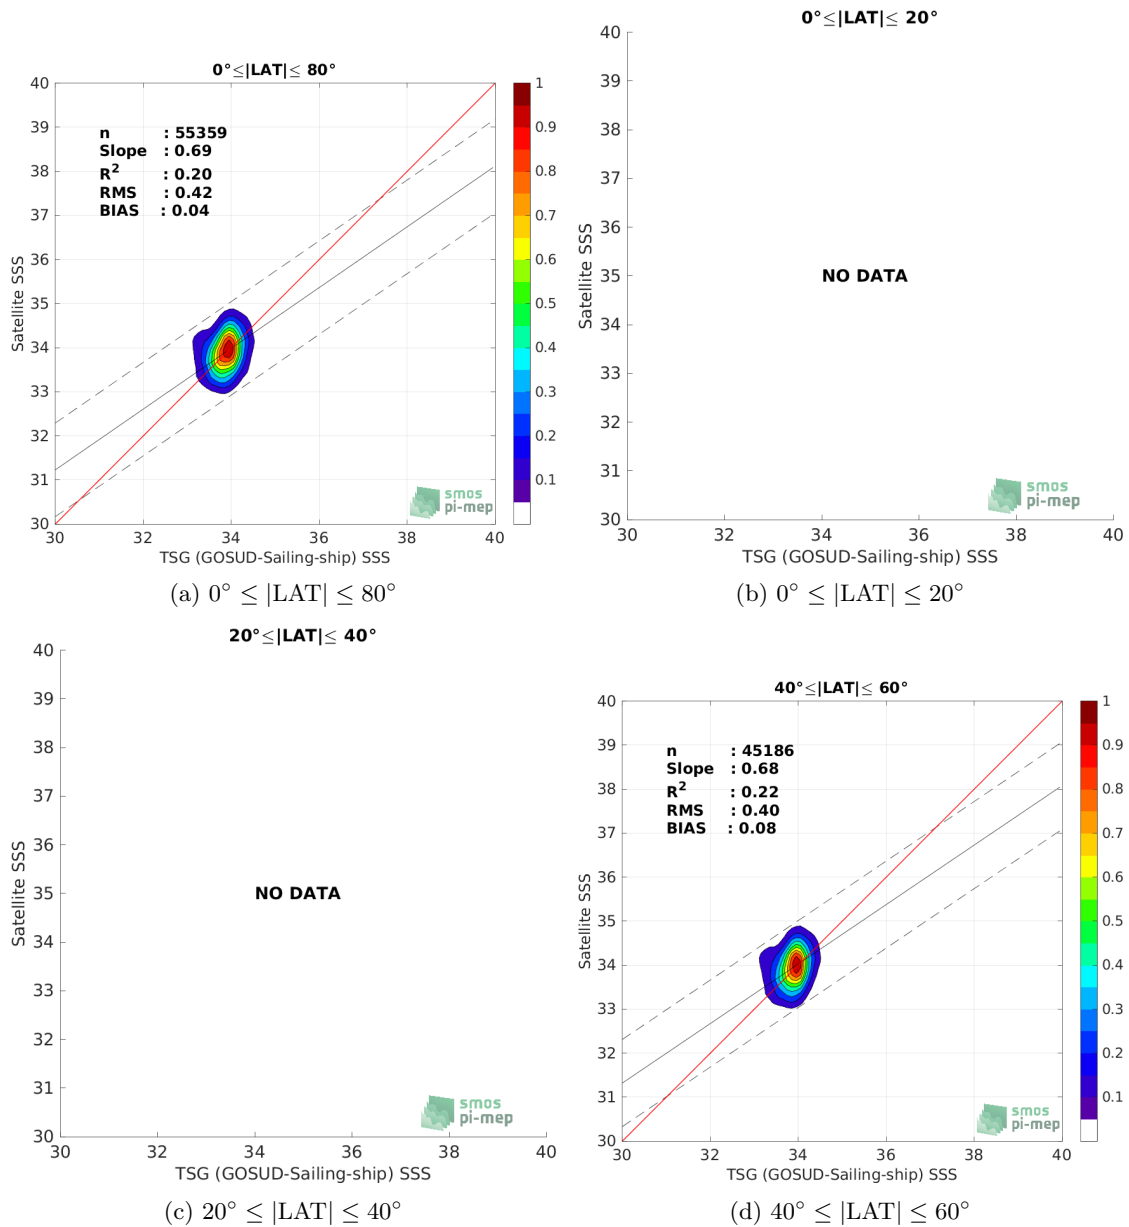 0°≤|LAT|≤ 80°
40
39
38
37
36
35
34
33
32
31
30
Satellite SSS
n : 55359
Slope : 0.69
R² : 0.20
RMS : 0.42
BIAS : 0.04
1
0.9
0.8
0.7
0.6
0.5
0.4
0.3
0.2
0.1
smos
pi-mep
30 32 34 36 38 40
TSG (GOSUD-Sailing-ship) SSS
(a) 0° ≤ |LAT| ≤ 80°
0°≤|LAT|≤ 20°
40
39
38
37
36
35
34
33
32
31
30
Satellite SSS
NO DATA
smos
pi-mep
30 32 34 36 38 40
TSG (GOSUD-Sailing-ship) SSS
(b) 0° ≤ |LAT| ≤ 20°
20°≤|LAT|≤ 40°
40
39
38
37
36
35
34
33
32
31
30
Satellite SSS
NO DATA
smos
pi-mep
30 32 34 36 38 40
TSG (GOSUD-Sailing-ship) SSS
(c) 20° ≤ |LAT| ≤ 40°
40°≤|LAT|≤ 60°
40
39
38
37
36
35
34
33
32
31
30
Satellite SSS
n : 45186
Slope : 0.68
R² : 0.22
RMS : 0.40
BIAS : 0.08
1
0.9
0.8
0.7
0.6
0.5
0.4
0.3
0.2
0.1
smos
pi-mep
30 32 34 36 38 40
TSG (GOSUD-Sailing-ship) SSS
(d) 40° ≤ |LAT| ≤ 60°